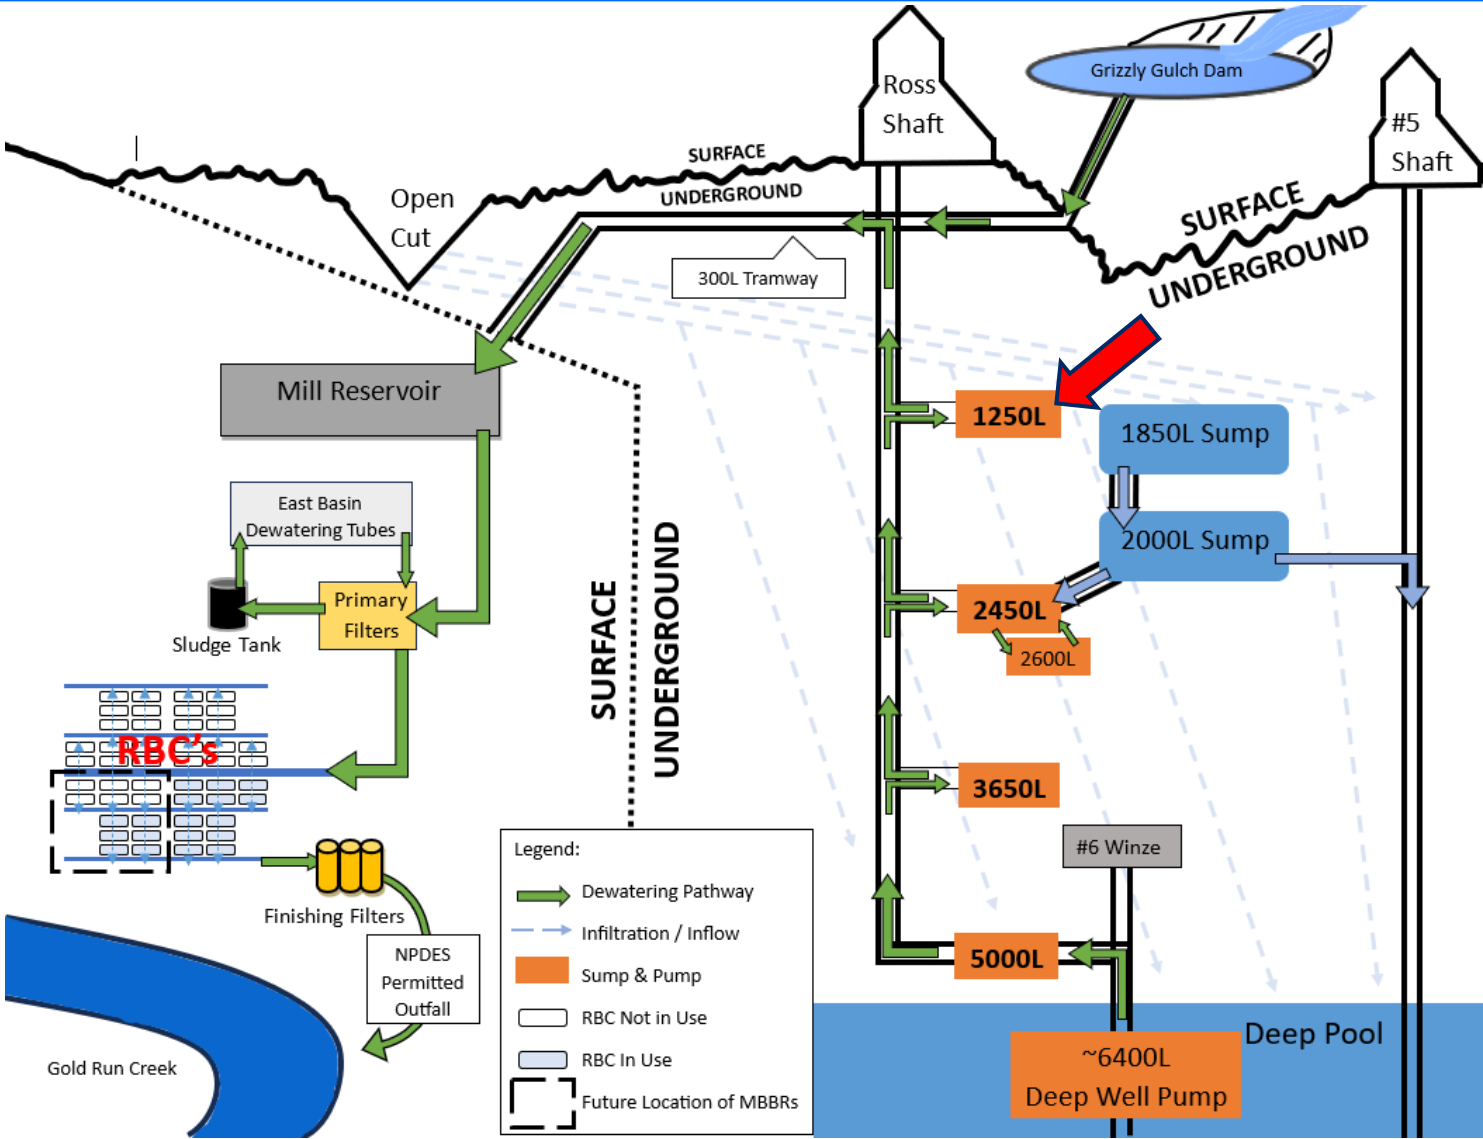 Grizzly Gulch Dam
Ross
Shaft
#5
Shaft
SURFACE
UNDERGROUND
Open
Cut
SURFACE
UNDERGROUND
300L Tramway
Mill Reservoir
1250L
1850L Sump
East Basin
Dewatering Tubes
2000L Sump
Primary
Filters
Sludge Tank
2450L
2600L
SURFACE
UNDERGROUND
RBC's
3650L
#6 Winze
Legend:
Dewatering Pathway
Infiltration / Inflow
Sump & Pump
RBC Not in Use
RBC In Use
Future Location of MBBRs
Finishing Filters
NPDES
Permitted
Outfall
Gold Run Creek
5000L
Deep Pool
~6400L
Deep Well Pump